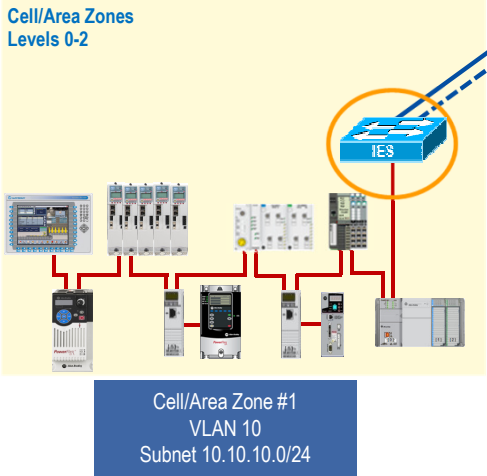 Cell/Area Zones
Levels 0-2
IES
PowerFlex
Cell/Area Zone #1
VLAN 10
Subnet 10.10.10.0/24